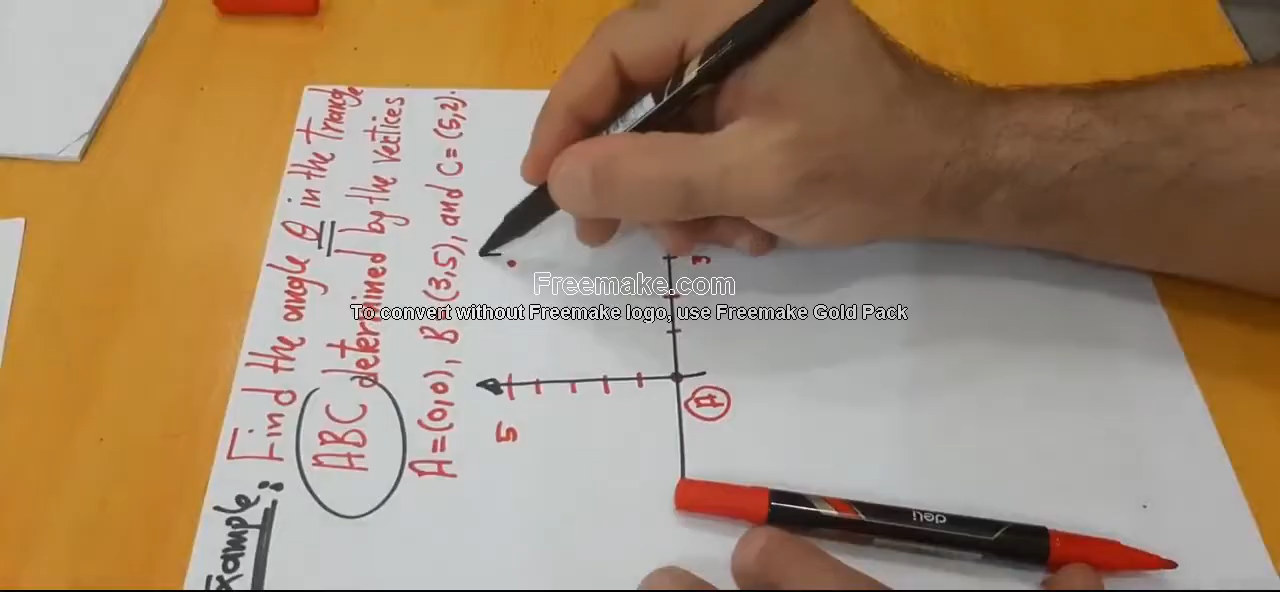 Example:
Find the angle θ in the triangle
ABC determined by the vertices
A=(0,0), B=(3,5), and C=(5,2).
5
3
A
deli
Freemake.com
To convert without Freemake logo, use Freemake Gold Pack